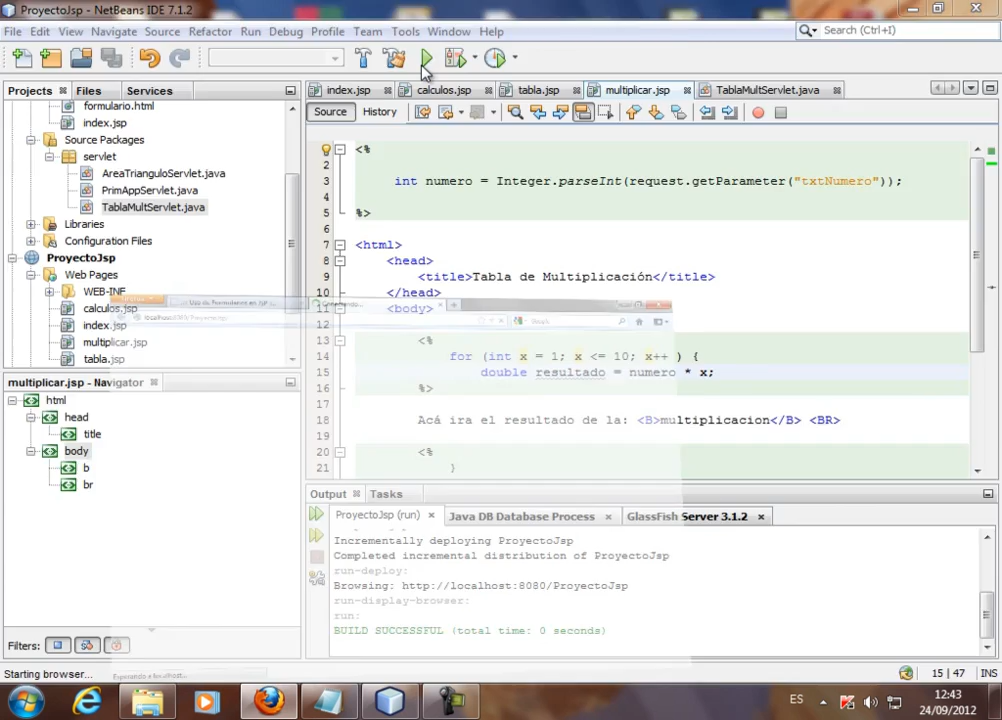 ProyectoJsp - NetBeans IDE 7.1.2
File Edit View Navigate Source Refactor Run Debug Profile Team Tools Window Help
Search (Ctrl+I)
Projects Files Services
index.jsp calculos.jsp tabla.jsp multiplicar.jsp TablaMultServlet.java
Source History
formulario.html
index.jsp
Source Packages
servlet
AreaTrianguloServlet.java
PrimAppServlet.java
TablaMultServlet.java
Libraries
Configuration Files
ProyectoJsp
Web Pages
WEB-INF
calculos.jsp
index.jsp
multiplicar.jsp
tabla.jsp
<%
2
3 int numero = Integer.parseInt(request.getParameter("txtNumero"));
4
5 %>
6
7 <html>
8 <head>
9 <title>Tabla de Multiplicación</title>
10 </head>
11 <body>
12
13 <%
14 for (int x = 1; x <= 10; x++ ) {
15 double resultado = numero * x;
16 %>
17
18 Acá ira el resultado de la: <B>multiplicacion</B> <BR>
19
20 <%
21 }
multiplicar.jsp - Navigator
html
head
title
body
b
br
Filters:
Output Tasks
ProyectoJsp (run) Java DB Database Process GlassFish Server 3.1.2
Incrementally deploying ProyectoJsp
Completed incremental distribution of ProyectoJsp
run-deploy:
Browsing: http://localhost:8080/ProyectoJsp
run-display-browser:
run:
BUILD SUCCESSFUL (total time: 0 seconds)
Starting browser...
15 | 47 INS
ES
12:43
24/09/2012